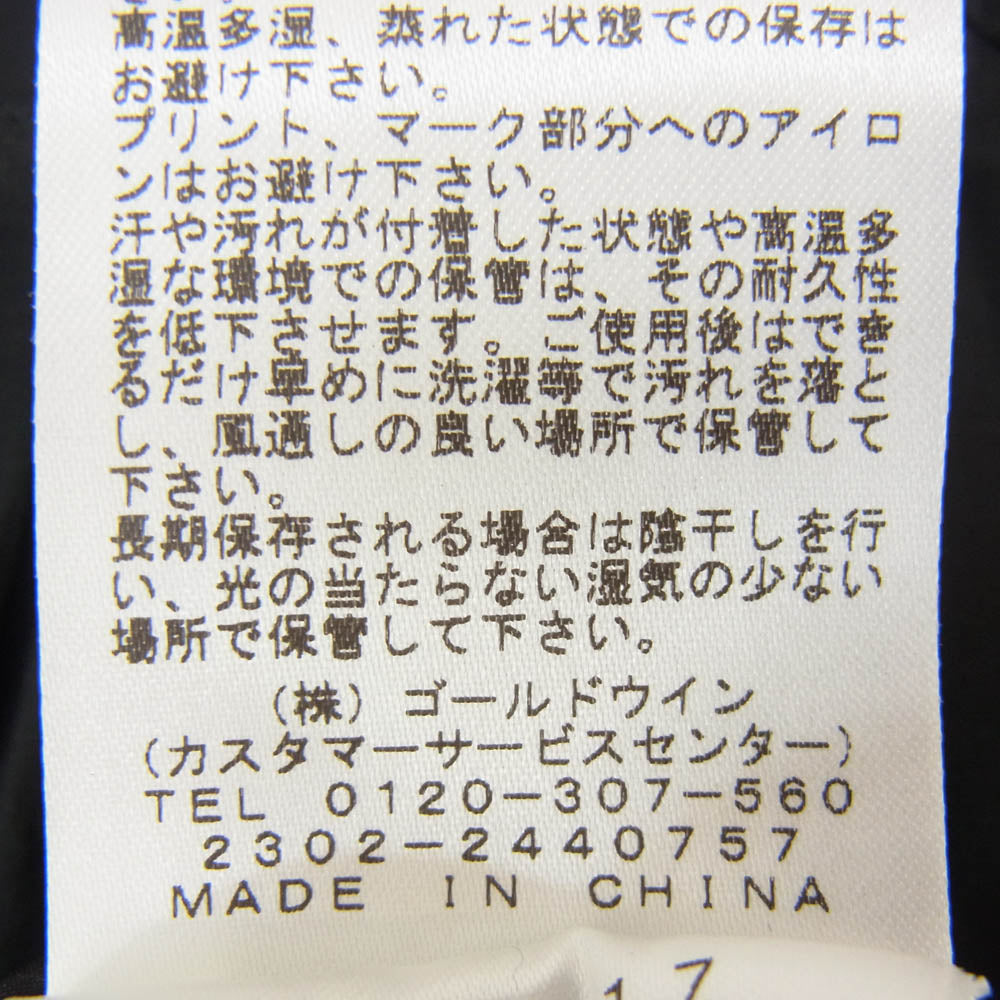 さい。
高温多湿、蒸れた状態での保存は
お避け下さい。
プリント、マーク部分へのアイロ
ンはお避け下さい。
汗や汚れが付着した状態や高温多
湿な環境での保管は、その耐久性
を低下させます。ご使用後はでき
るだけ早めに洗濯等で汚れを落と
し、風通しの良い場所で保管して
下さい。
長期保存される場合は陰干しを行
い、光の当たらない湿気の少ない
場所で保管して下さい。
(株)ゴールドウイン
(カスタマーサービスセンター)
TEL 0120-307-560
2302-2440757
MADE IN CHINA
17